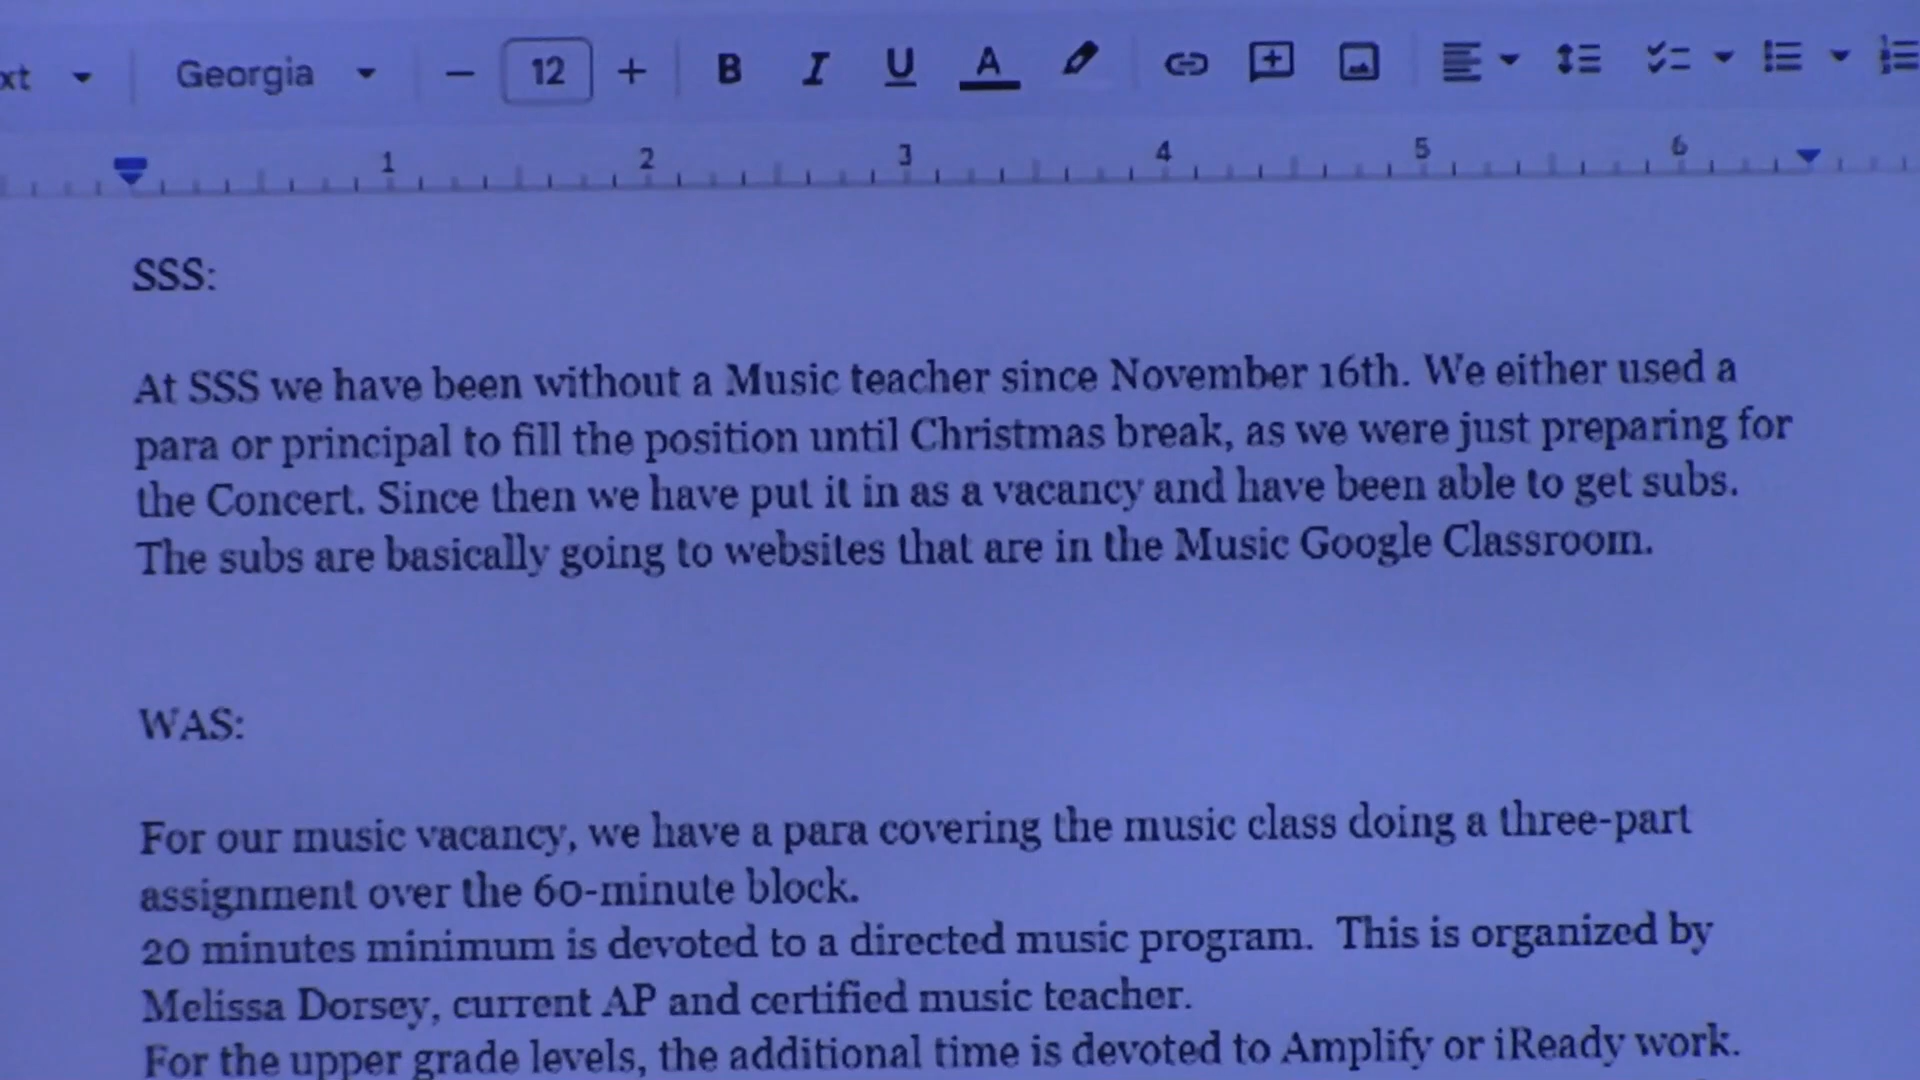 xt Georgia − 12 + B I U A
1 2 3 4 5 6
SSS:
At SSS we have been without a Music teacher since November 16th. We either used a
para or principal to fill the position until Christmas break, as we were just preparing for
the Concert. Since then we have put it in as a vacancy and have been able to get subs.
The subs are basically going to websites that are in the Music Google Classroom.
WAS:
For our music vacancy, we have a para covering the music class doing a three-part
assignment over the 60-minute block.
20 minutes minimum is devoted to a directed music program. This is organized by
Melissa Dorsey, current AP and certified music teacher.
For the upper grade levels, the additional time is devoted to Amplify or iReady work.